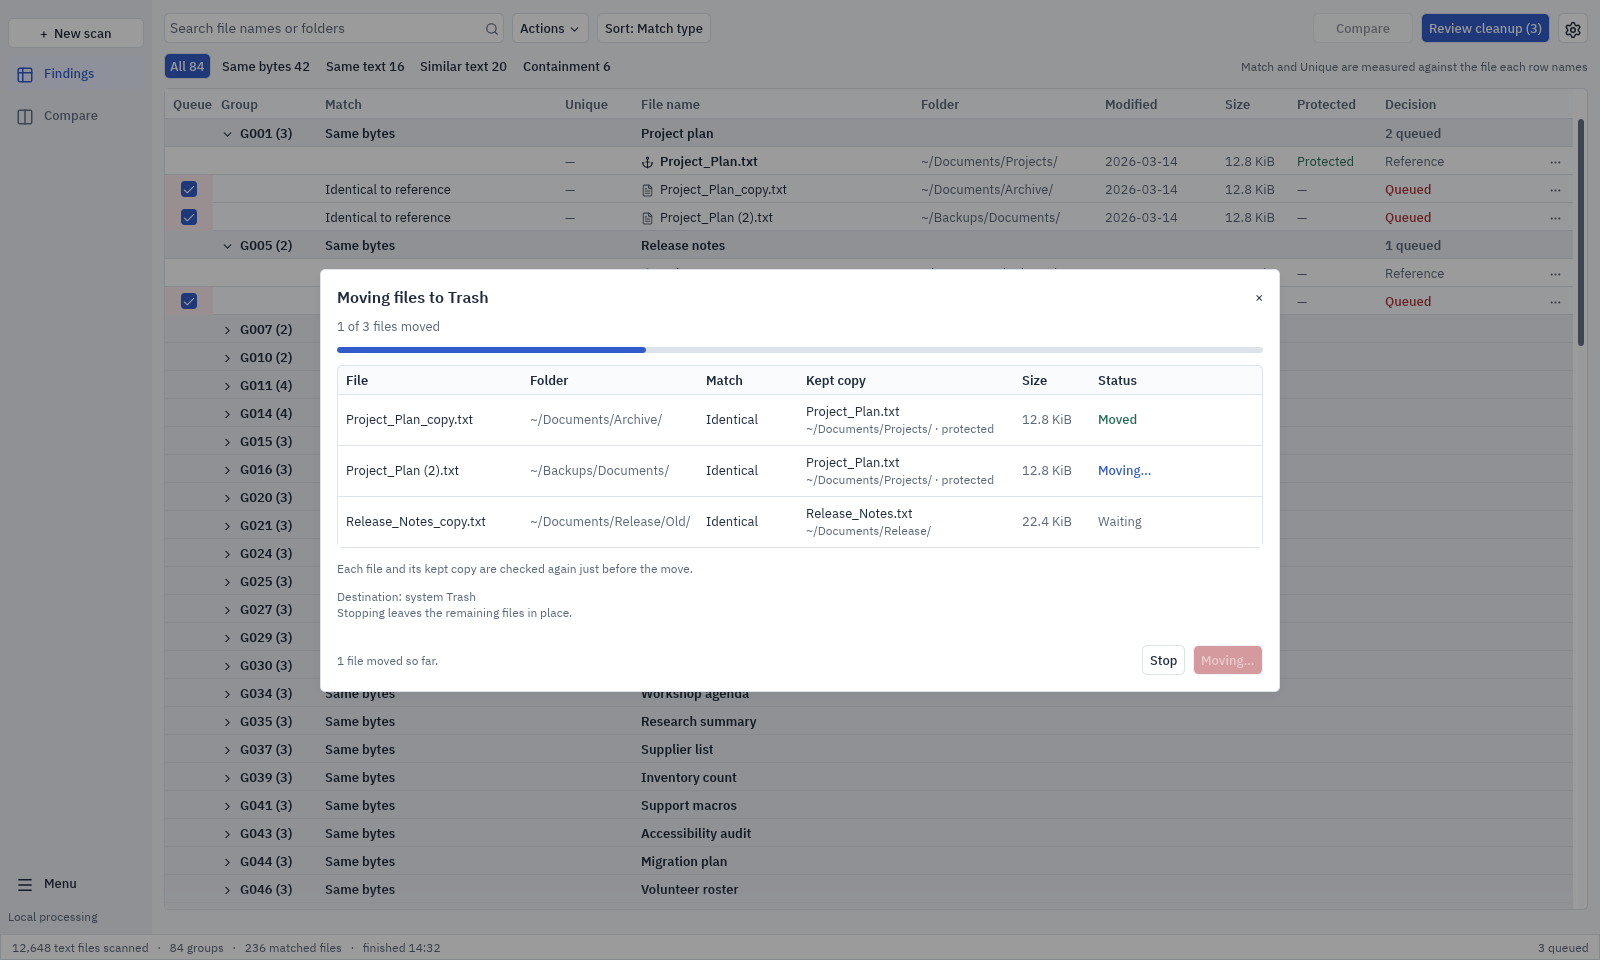 + New scan
Findings
Compare
Menu
Local processing
Search file names or folders
Actions
Sort: Match type
Compare
Review cleanup (3)
All 84
Same bytes 42
Same text 16
Similar text 20
Containment 6
Match and Unique are measured against the file each row names
Queue Group Match Unique File name Folder Modified Size Protected Decision
G001 (3) Same bytes Project plan 2 queued
— Project_Plan.txt ~/Documents/Projects/ 2026-03-14 12.8 KiB Protected Reference ···
Identical to reference — Project_Plan_copy.txt ~/Documents/Archive/ 2026-03-14 12.8 KiB — Queued ···
Identical to reference — Project_Plan (2).txt ~/Backups/Documents/ 2026-03-14 12.8 KiB — Queued ···
G005 (2) Same bytes Release notes 1 queued
— Reference ···
— Queued ···
G007 (2)
G010 (2)
G011 (4)
G014 (4)
G015 (3)
G016 (3)
G020 (3)
G021 (3)
G024 (3)
G025 (3)
G027 (3)
G029 (3)
G030 (3)
G034 (3) Same bytes Workshop agenda
G035 (3) Same bytes Research summary
G037 (3) Same bytes Supplier list
G039 (3) Same bytes Inventory count
G041 (3) Same bytes Support macros
G043 (3) Same bytes Accessibility audit
G044 (3) Same bytes Migration plan
G046 (3) Same bytes Volunteer roster
Moving files to Trash
×
1 of 3 files moved
File Folder Match Kept copy Size Status
Project_Plan_copy.txt ~/Documents/Archive/ Identical Project_Plan.txt 12.8 KiB Moved
~/Documents/Projects/ · protected
Project_Plan (2).txt ~/Backups/Documents/ Identical Project_Plan.txt 12.8 KiB Moving...
~/Documents/Projects/ · protected
Release_Notes_copy.txt ~/Documents/Release/Old/ Identical Release_Notes.txt 22.4 KiB Waiting
~/Documents/Release/
Each file and its kept copy are checked again just before the move.
Destination: system Trash
Stopping leaves the remaining files in place.
1 file moved so far.
Stop
Moving...
12,648 text files scanned · 84 groups · 236 matched files · finished 14:32
3 queued